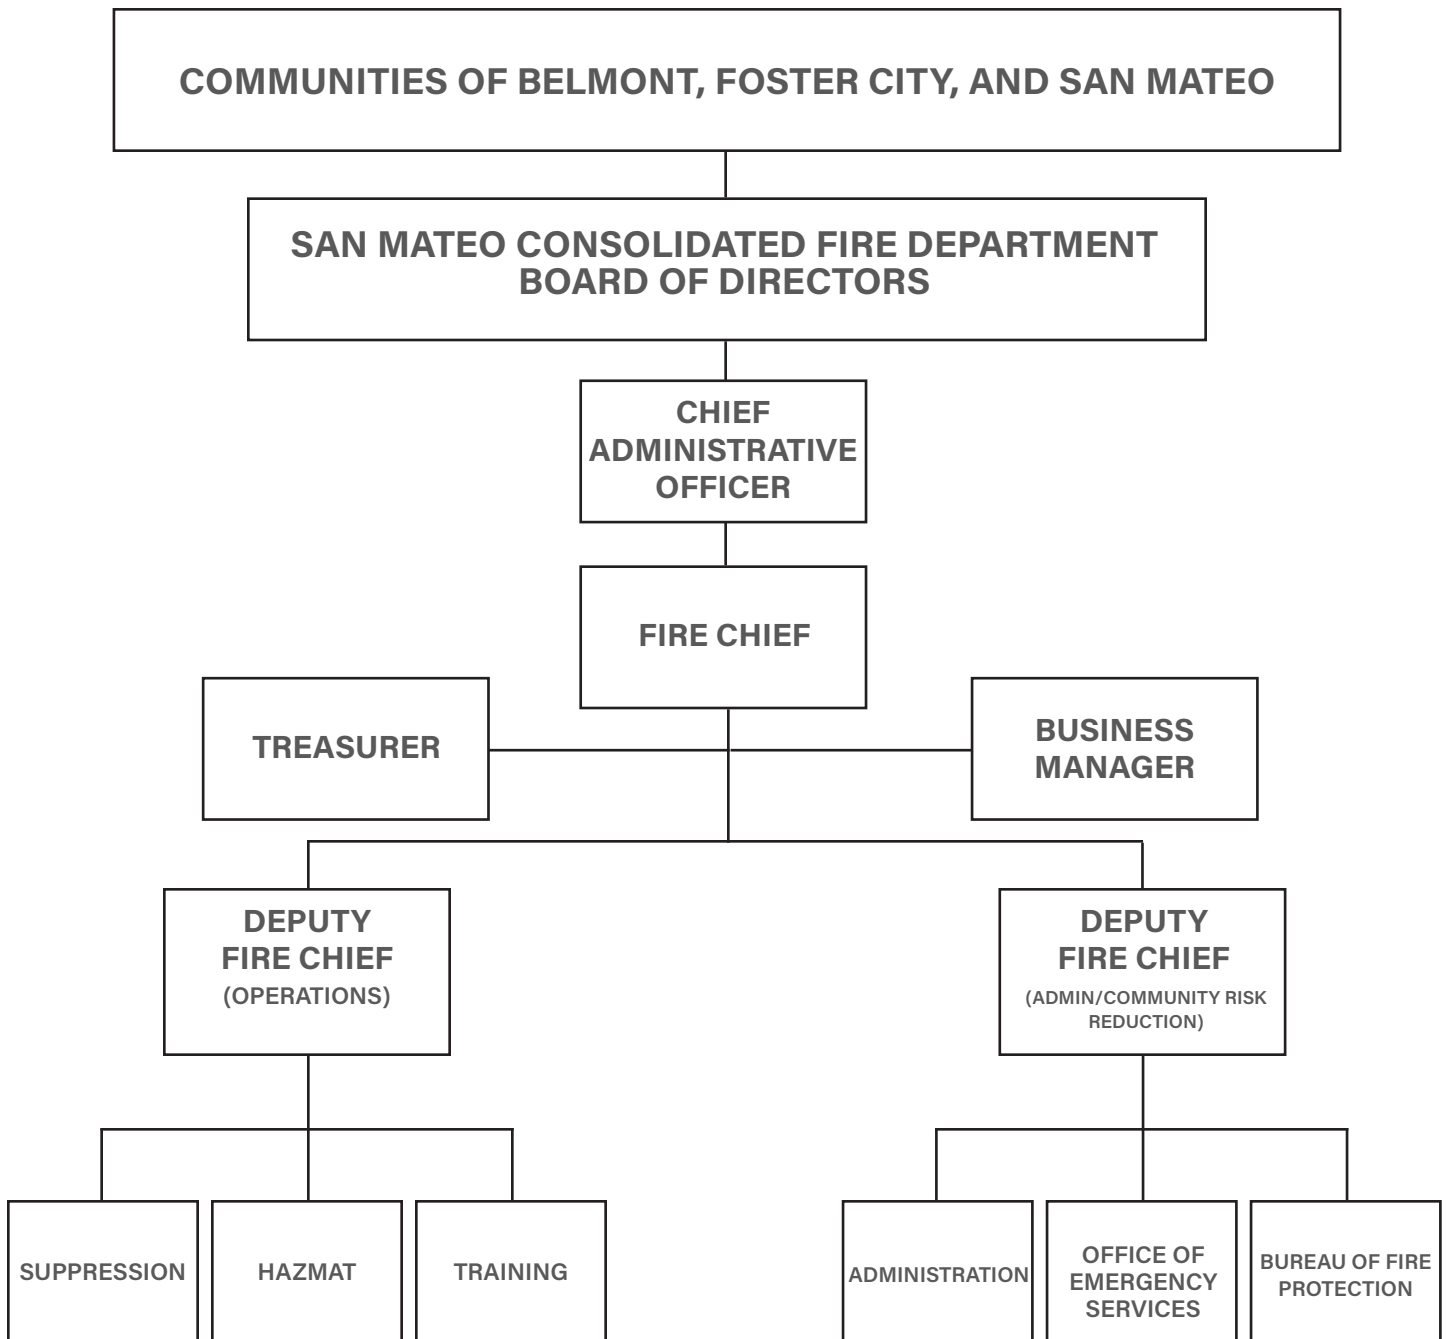 COMMUNITIES OF BELMONT, FOSTER CITY, AND SAN MATEO
SAN MATEO CONSOLIDATED FIRE DEPARTMENT
BOARD OF DIRECTORS
CHIEF
ADMINISTRATIVE
OFFICER
FIRE CHIEF
TREASURER
BUSINESS
MANAGER
DEPUTY
FIRE CHIEF
(OPERATIONS)
DEPUTY
FIRE CHIEF
(ADMIN/COMMUNITY RISK
REDUCTION)
SUPPRESSION
HAZMAT
TRAINING
ADMINISTRATION
OFFICE OF
EMERGENCY
SERVICES
BUREAU OF FIRE
PROTECTION